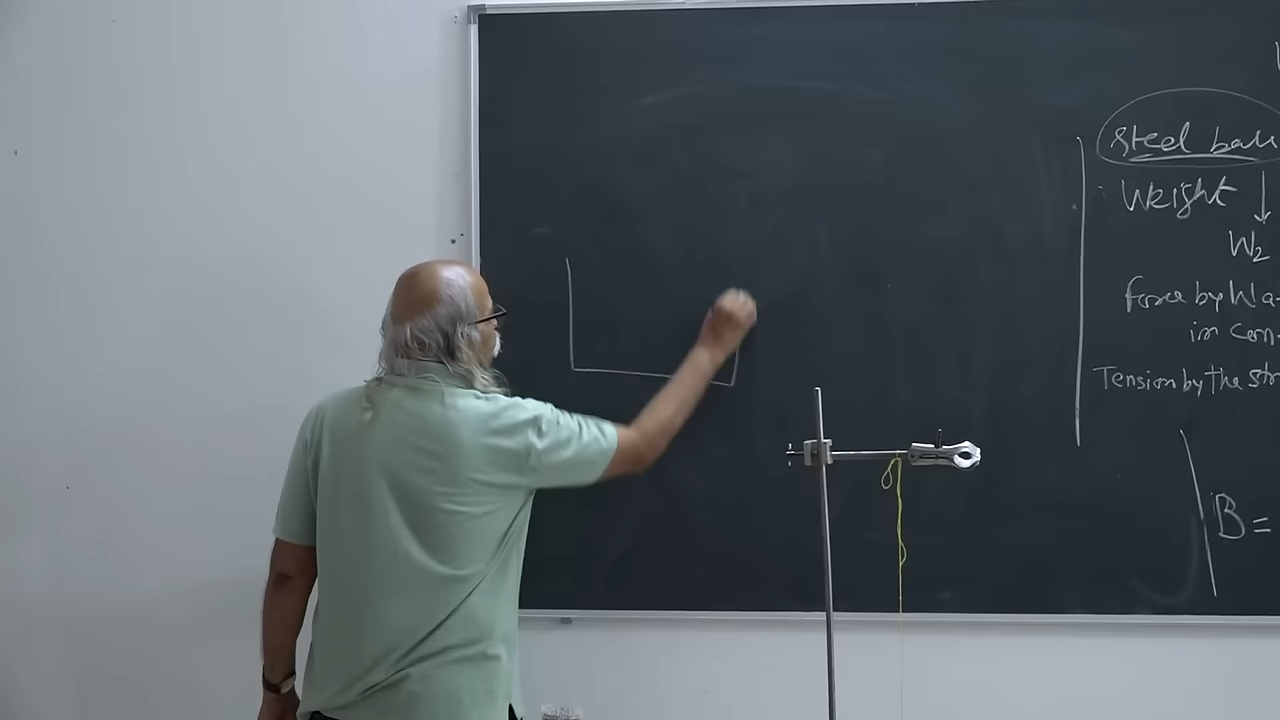 steel ball
Weight ↓
W₂
force by Wa
in con
Tension by the str
B =